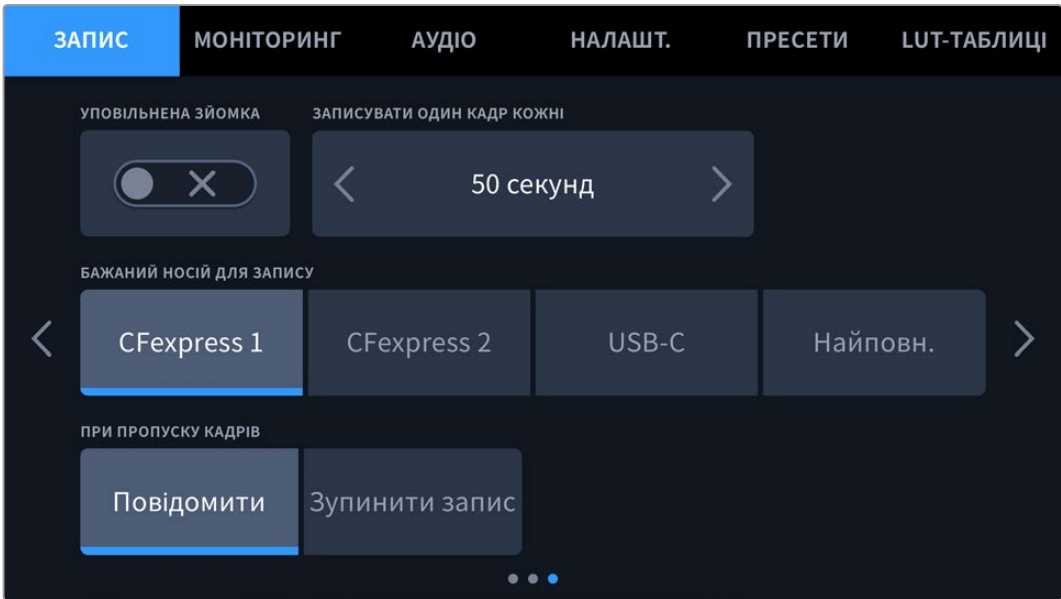 ЗАПИС МОНІТОРИНГ АУДІО НАЛАШТ. ПРЕСЕТИ LUT-ТАБЛИЦІ
УПОВІЛЬНЕНА ЗЙОМКА ЗАПИСУВАТИ ОДИН КАДР КОЖНІ
50 секунд
БАЖАНИЙ НОСІЙ ДЛЯ ЗАПИСУ
CFexpress 1 CFexpress 2 USB-C Найповн.
ПРИ ПРОПУСКУ КАДРІВ
Повідомити Зупинити запис